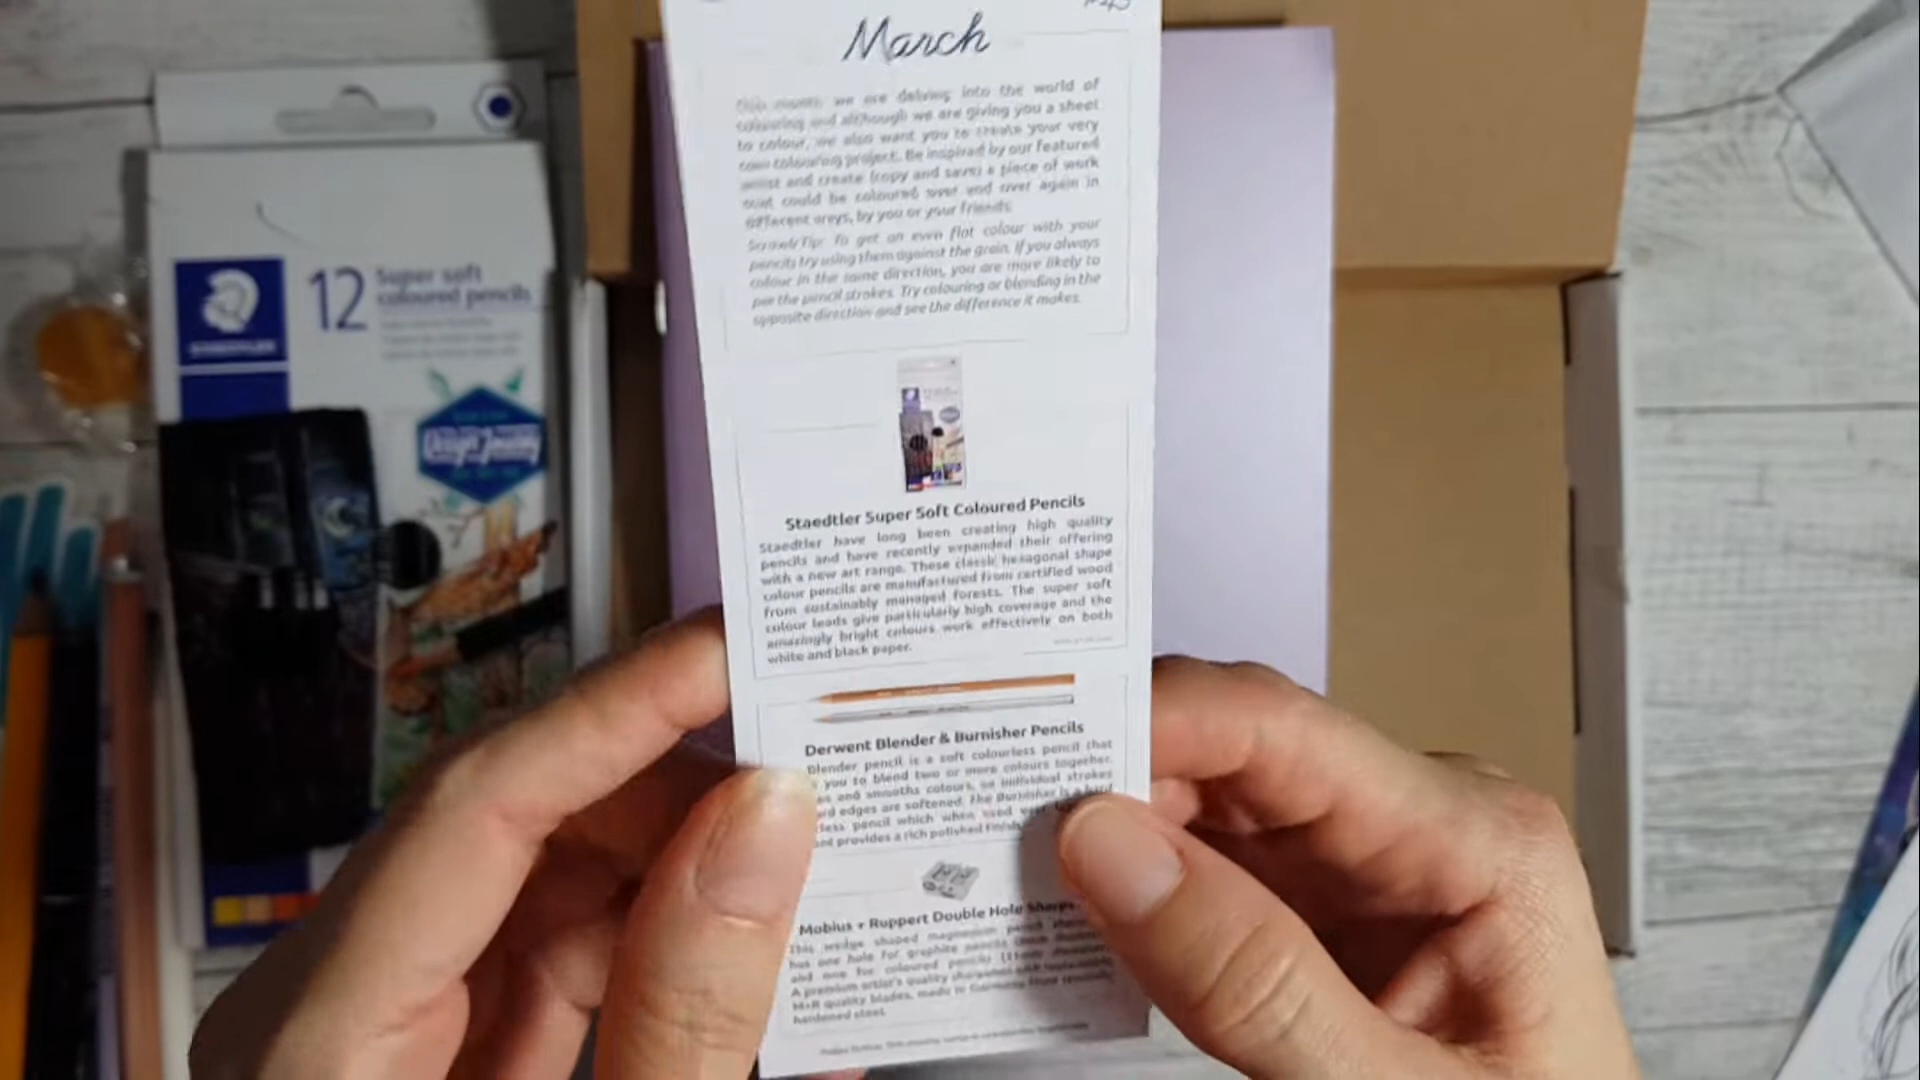 March
This month we are delving into the world of
colouring and although we are giving you a sheet
to colour, we also want you to create your very
own colouring project. Be inspired by our featured
artist and create (copy and save) a piece of work
that could be coloured over and over again in
different ways, by you or your friends.
Scrawlr Tip: To get an even flat colour with your
pencils try using them against the grain. If you always
colour in the same direction, you are more likely to
see the pencil strokes. Try colouring or blending in the
opposite direction and see the difference it makes.
Staedtler Super Soft Coloured Pencils
Staedtler have long been creating high quality
pencils and have recently expanded their offering
with a new art range. These classic hexagonal shape
colour pencils are manufactured from certified wood
from sustainably managed forests. The super soft
colour leads give particularly high coverage and the
amazingly bright colours work effectively on both
white and black paper.
Derwent Blender & Burnisher Pencils
Blender pencil is a soft colourless pencil that
you to blend two or more colours together.
and smooths colours, so individual strokes
edges are softened. The Burnisher is a hard
pencil which when used
provides a rich polished finish
Mobius + Ruppert Double Hole
This wedge shaped magnesium pencil
has one hole for graphite pencils
and one for coloured pencils
A premium artist's quality sharpener
M+R quality blades, made in Germany from
hardened steel.
STAEDTLER
12 Super soft
coloured pencils
Design Journey